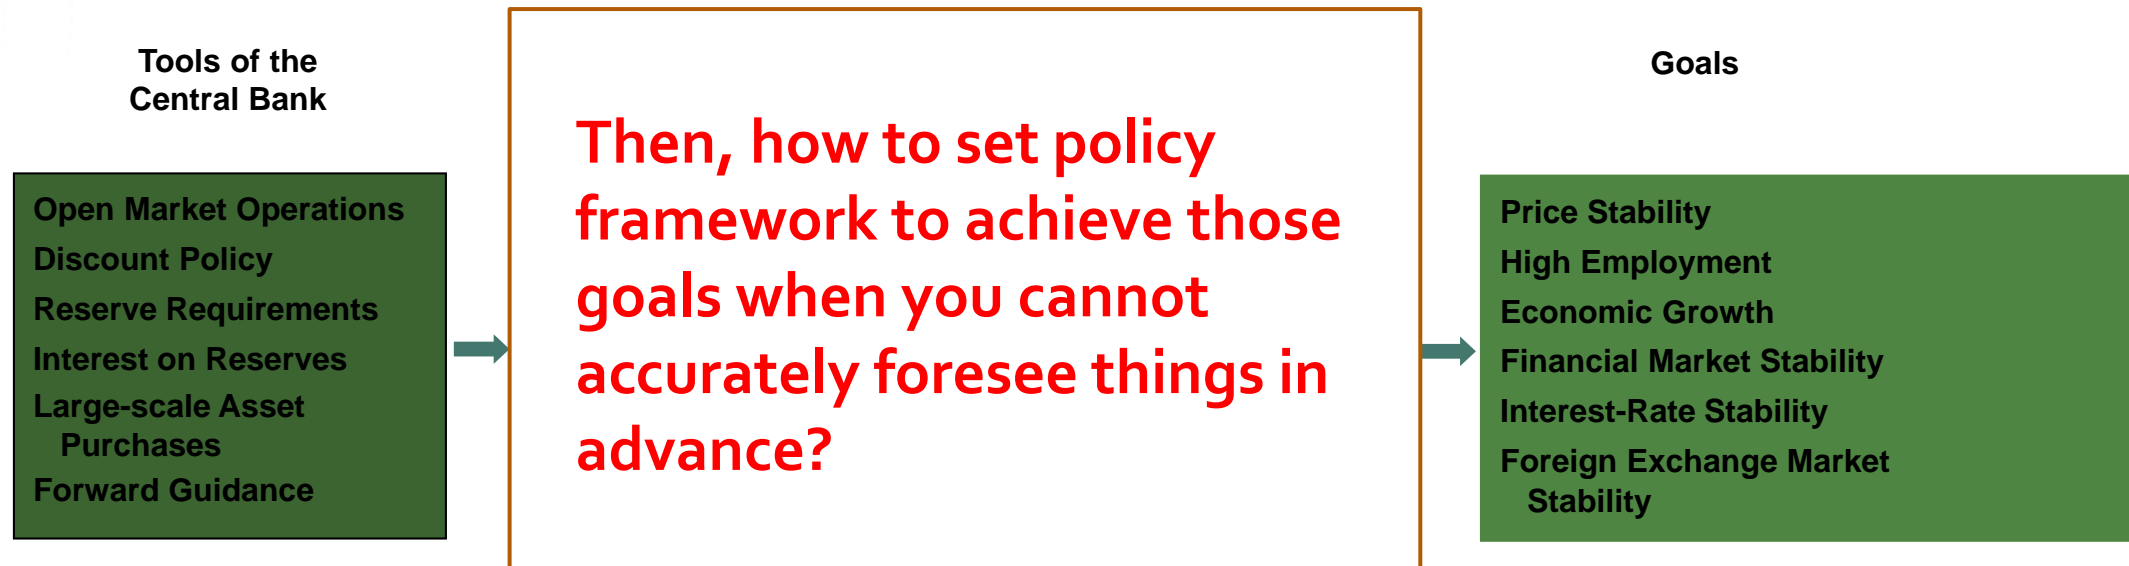 Tools of the
Central Bank
Open Market Operations
Discount Policy
Reserve Requirements
Interest on Reserves
Large-scale Asset
Purchases
Forward Guidance
Then, how to set policy
framework to achieve those
goals when you cannot
accurately foresee things in
advance?
Goals
Price Stability
High Employment
Economic Growth
Financial Market Stability
Interest-Rate Stability
Foreign Exchange Market
Stability